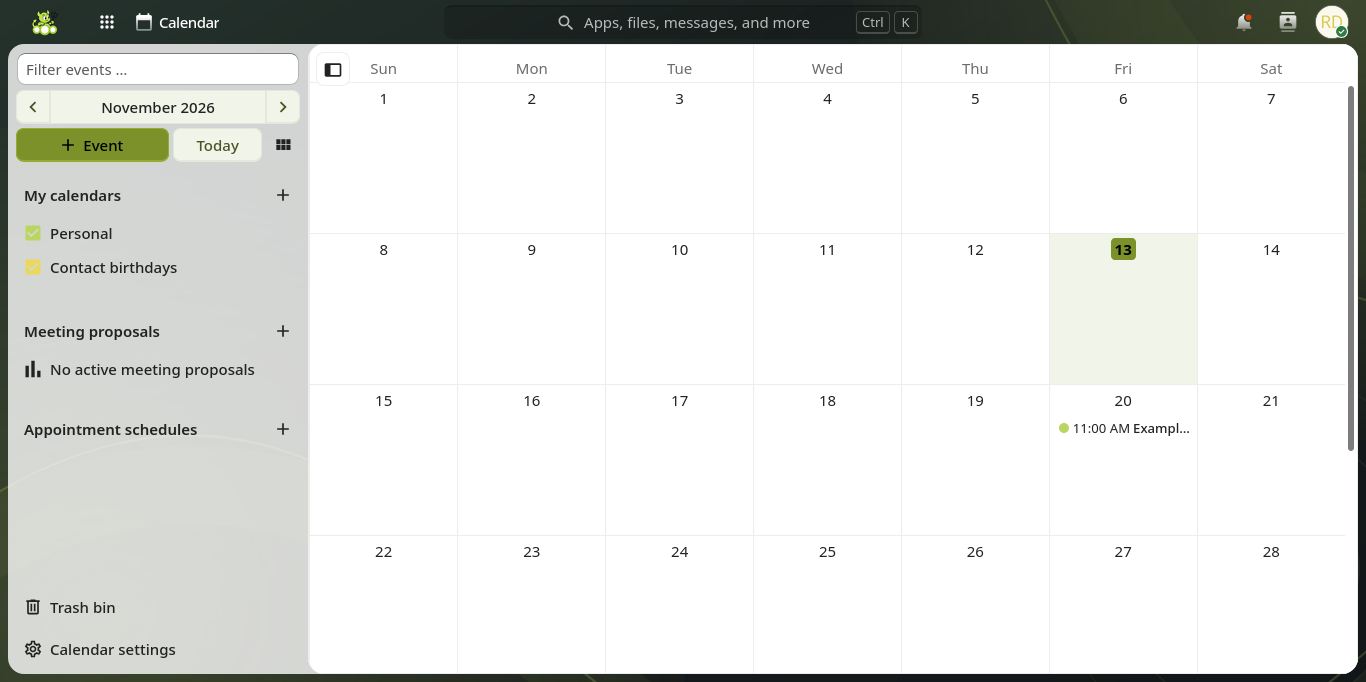 Calendar
Apps, files, messages, and more
Ctrl
K
RD
Filter events ...
November 2026
+ Event
Today
My calendars
Personal
Contact birthdays
Meeting proposals
No active meeting proposals
Appointment schedules
Trash bin
Calendar settings
Sun Mon Tue Wed Thu Fri Sat
1 2 3 4 5 6 7
8 9 10 11 12 13 14
15 16 17 18 19 20 21
11:00 AM Exampl...
22 23 24 25 26 27 28